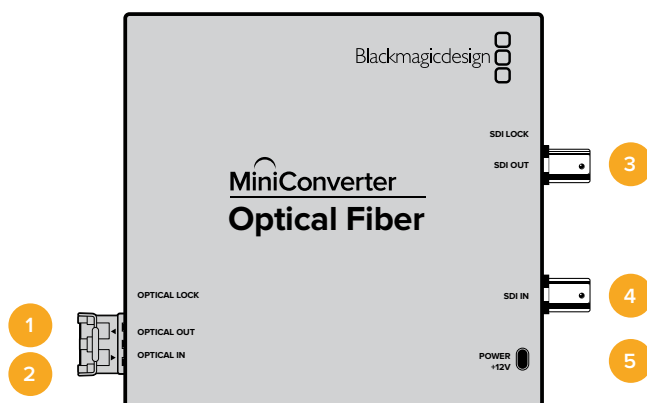 Blackmagicdesign
SDI LOCK
SDI OUT
3
MiniConverter
Optical Fiber
OPTICAL LOCK
SDI IN
4
1
OPTICAL OUT
2
OPTICAL IN
POWER
+12V
5